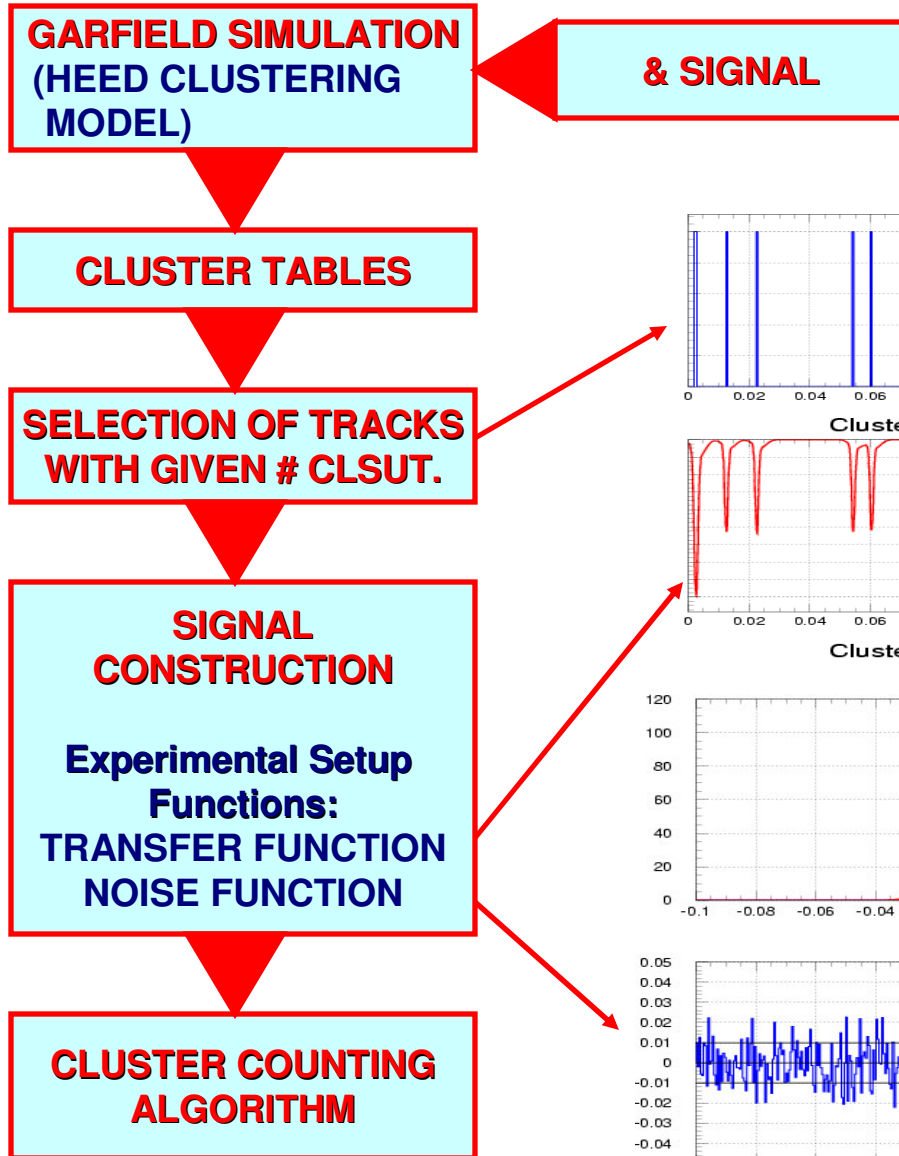 GARFIELD SIMULATION
(HEED CLUSTERING
MODEL)
& SIGNAL
CLUSTER TABLES
SELECTION OF TRACKS
WITH GIVEN # CLSUT.
SIGNAL
CONSTRUCTION
Experimental Setup
Functions:
TRANSFER FUNCTION
NOISE FUNCTION
CLUSTER COUNTING
ALGORITHM
0 0.02 0.04 0.06
Cluste
0 0.02 0.04 0.06
Cluste
120
100
80
60
40
20
0
-0.1 -0.08 -0.06 -0.04
0.05
0.04
0.03
0.02
0.01
0
-0.01
-0.02
-0.03
-0.04